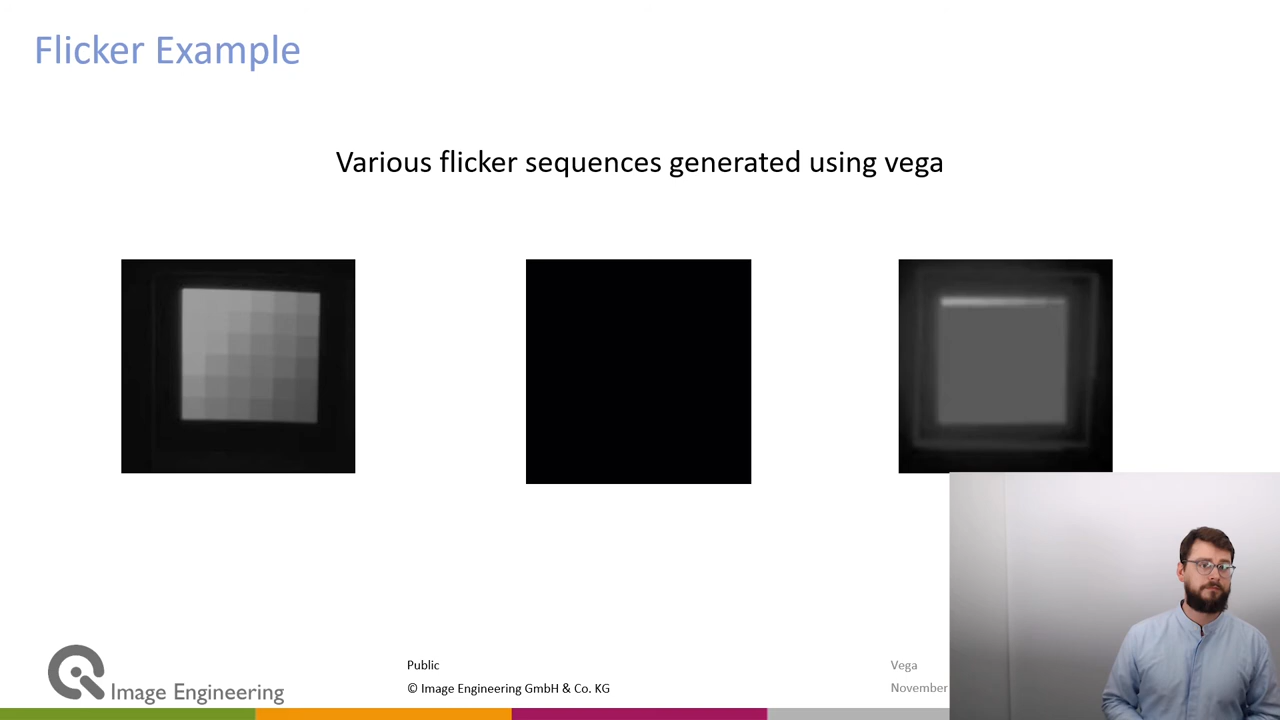 Flicker Example
Various flicker sequences generated using vega
Image Engineering
Public
© Image Engineering GmbH & Co. KG
Vega
November